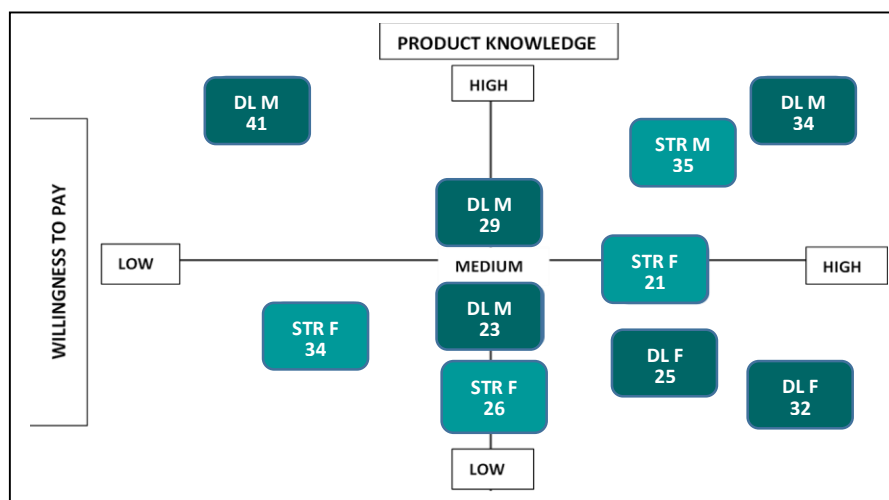 PRODUCT KNOWLEDGE
HIGH
DL M
41
DL M
34
STR M
35
WILLINGNESS TO PAY
DL M
29
LOW
MEDIUM
STR F
21
HIGH
DL M
23
STR F
34
DL F
25
STR F
26
DL F
32
LOW